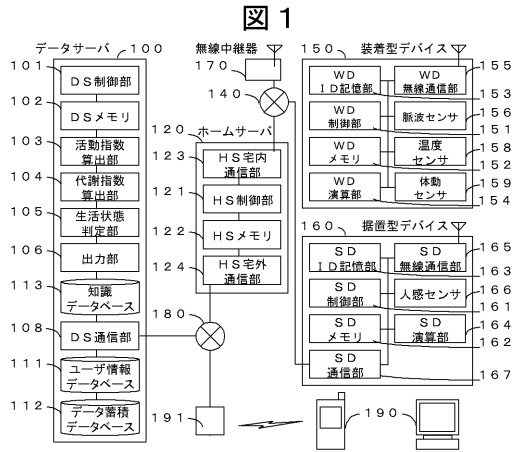 図1
データサーバ
100
101
DS制御部
102
DSメモリ
103
活動指数
算出部
104
代謝指数
算出部
105
生活状態
判定部
106
出力部
113
知識
データベース
108
DS通信部
111
ユーザ情報
データベース
112
データ蓄積
データベース
無線中継器
170
140
120
ホームサーバ
123
HS宅内
通信部
121
HS制御部
122
HSメモリ
124
HS宅外
通信部
180
191
190
150
装着型デバイス
WD
ID記憶部
153
WD
無線通信部
155
WD
制御部
151
脈波センサ
156
WD
メモリ
152
温度
センサ
158
WD
演算部
154
体動
センサ
159
160
据置型デバイス
SD
ID記憶部
163
SD
無線通信部
165
SD
制御部
161
人感センサ
166
SD
メモリ
162
SD
演算部
164
SD
通信部
167